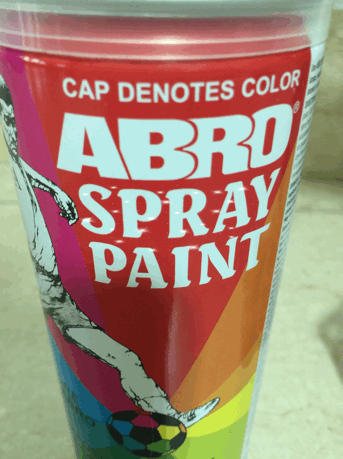 CAP DENOTES COLOR
ABRO®
SPRAY
PAINT